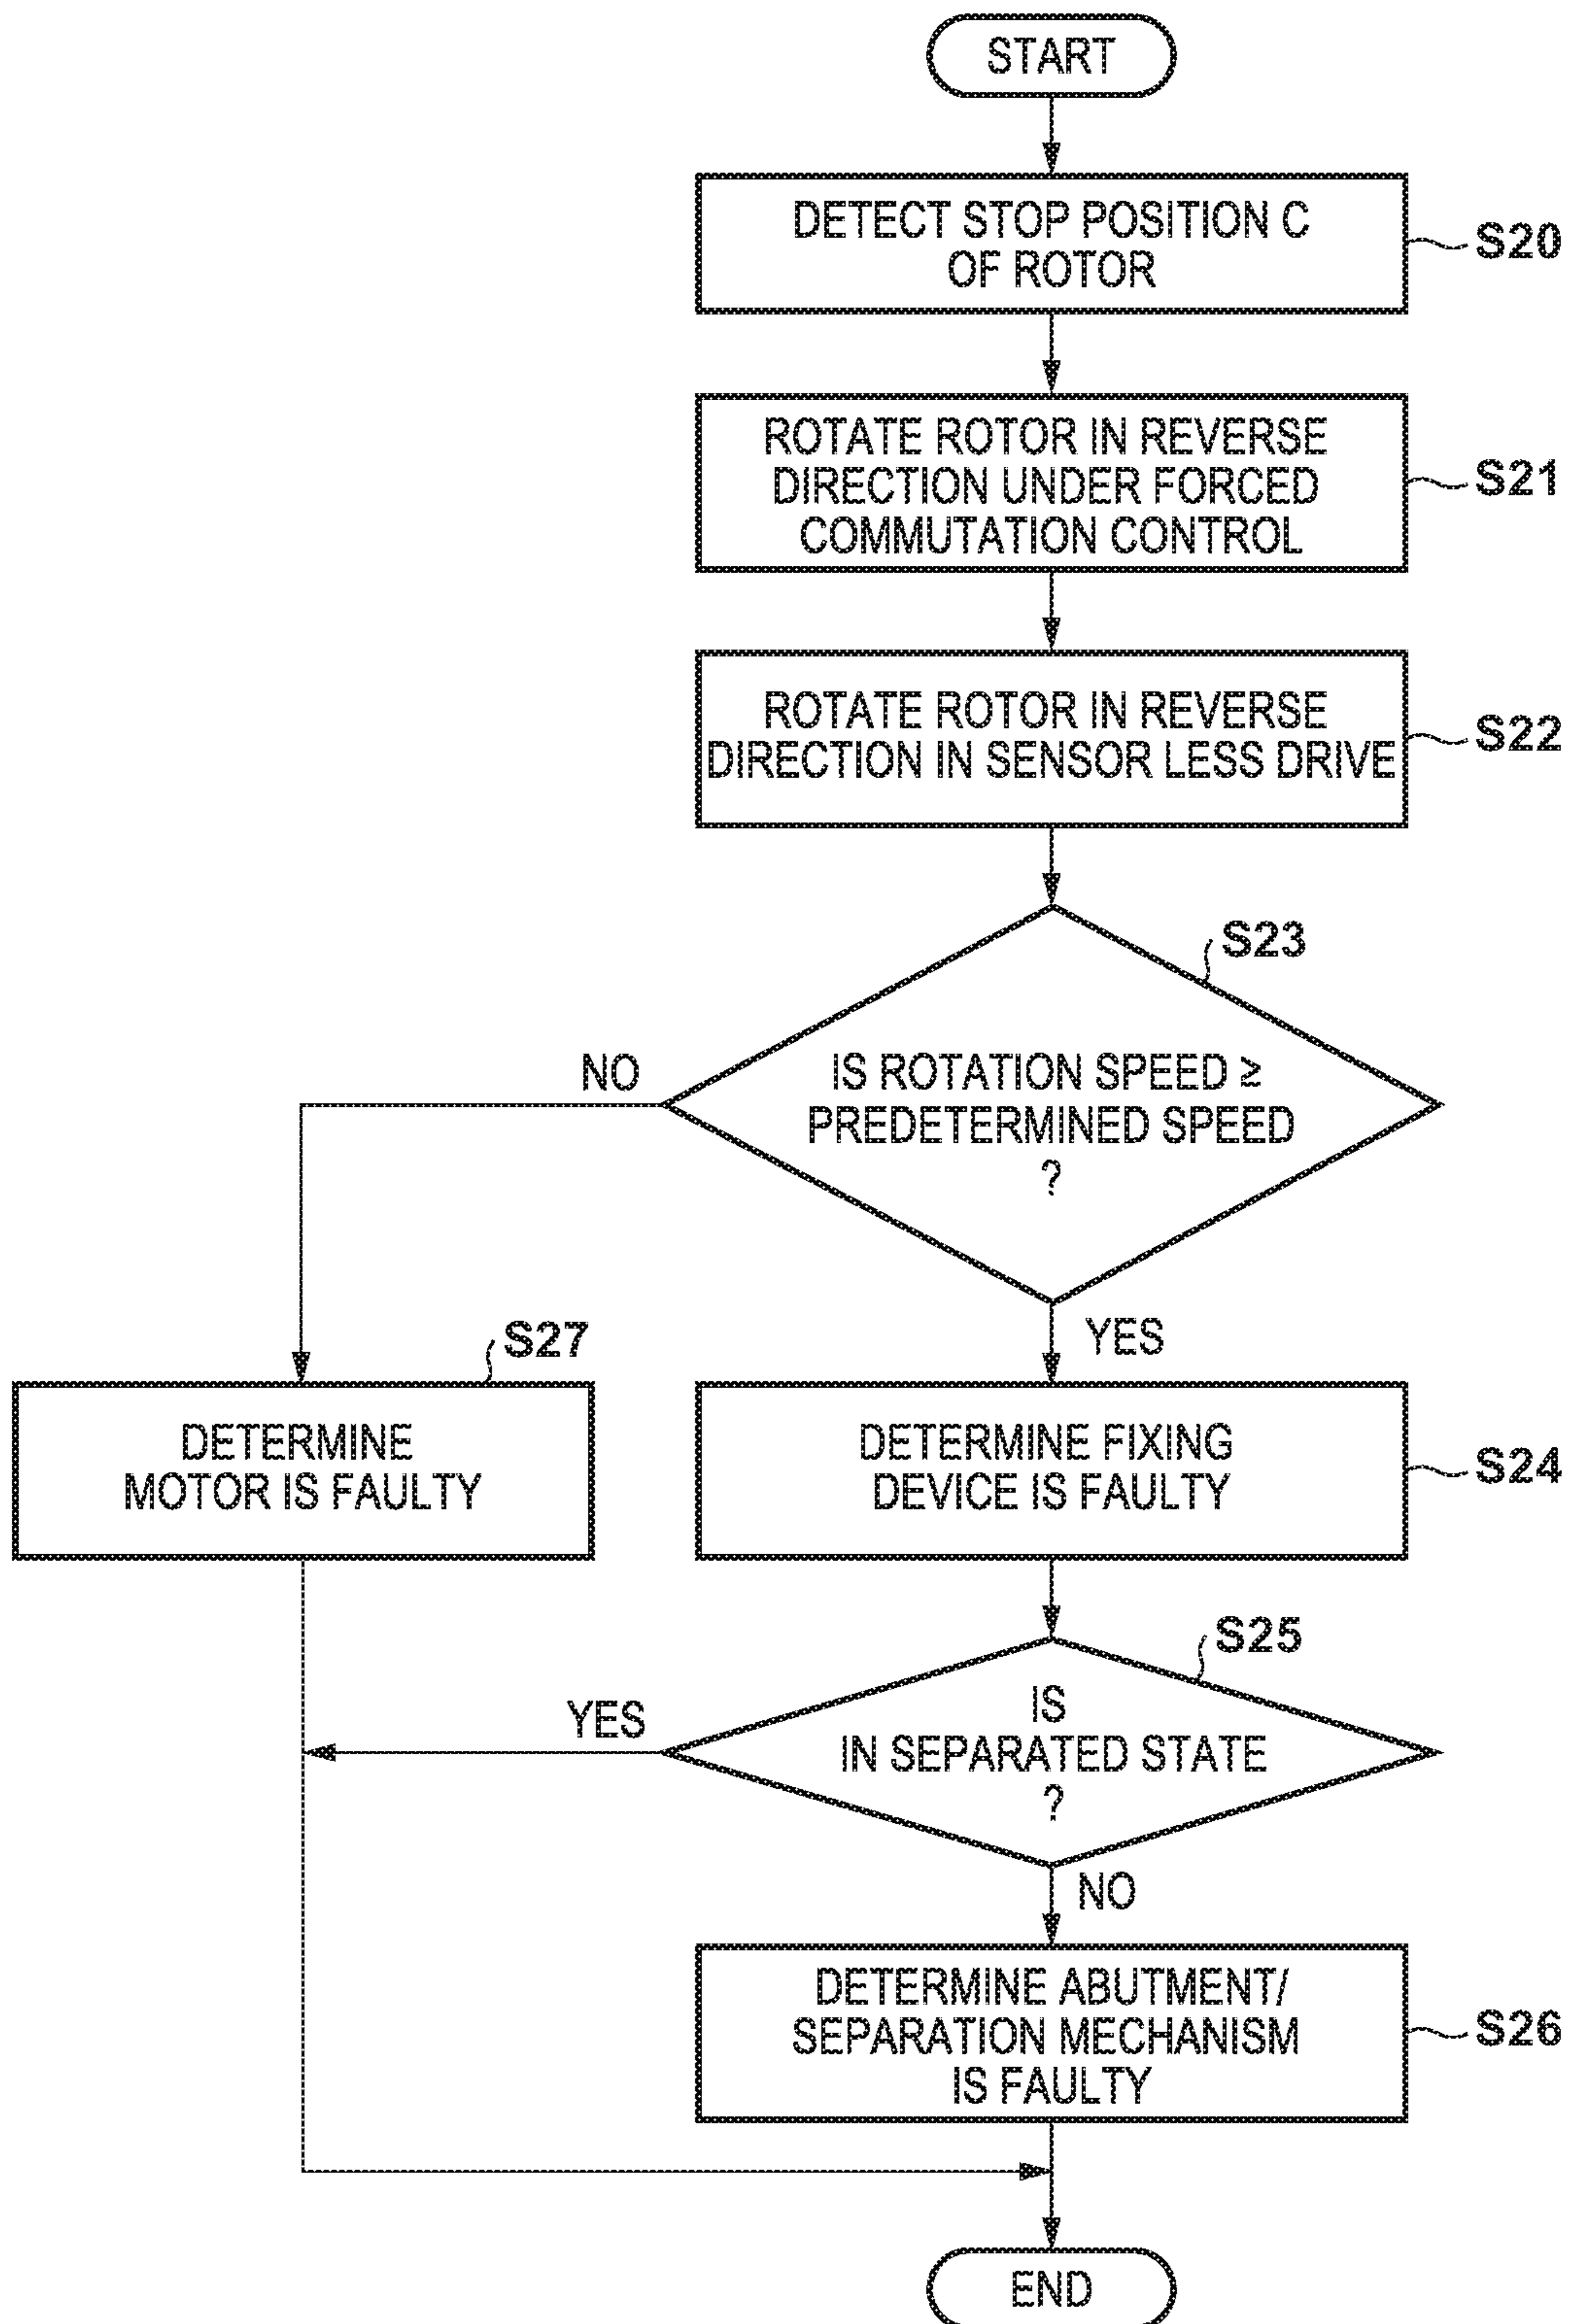 START
DETECT STOP POSITION C
OF ROTOR
S20
ROTATE ROTOR IN REVERSE
DIRECTION UNDER FORCED
COMMUTATION CONTROL
S21
ROTATE ROTOR IN REVERSE
DIRECTION IN SENSOR LESS DRIVE
S22
S23
IS ROTATION SPEED ≥
PREDETERMINED SPEED
?
NO
YES
S27
DETERMINE
MOTOR IS FAULTY
DETERMINE FIXING
DEVICE IS FAULTY
S24
S25
IS
IN SEPARATED STATE
?
YES
NO
DETERMINE ABUTMENT/
SEPARATION MECHANISM
IS FAULTY
S26
END